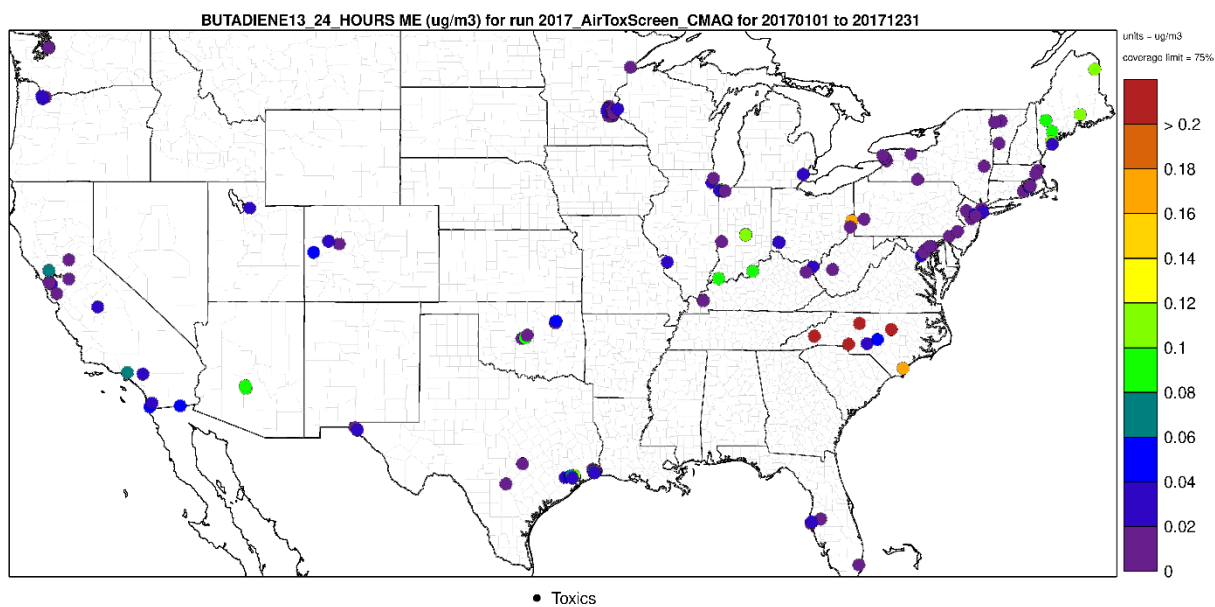 BUTADIENE13_24_HOURS ME (ug/m3) for run 2017_AirToxScreen_CMAQ for 20170101 to 20171231
units = ug/m3
coverage limit = 75%
> 0.2
0.18
0.16
0.14
0.12
0.1
0.08
0.06
0.04
0.02
0
Toxics